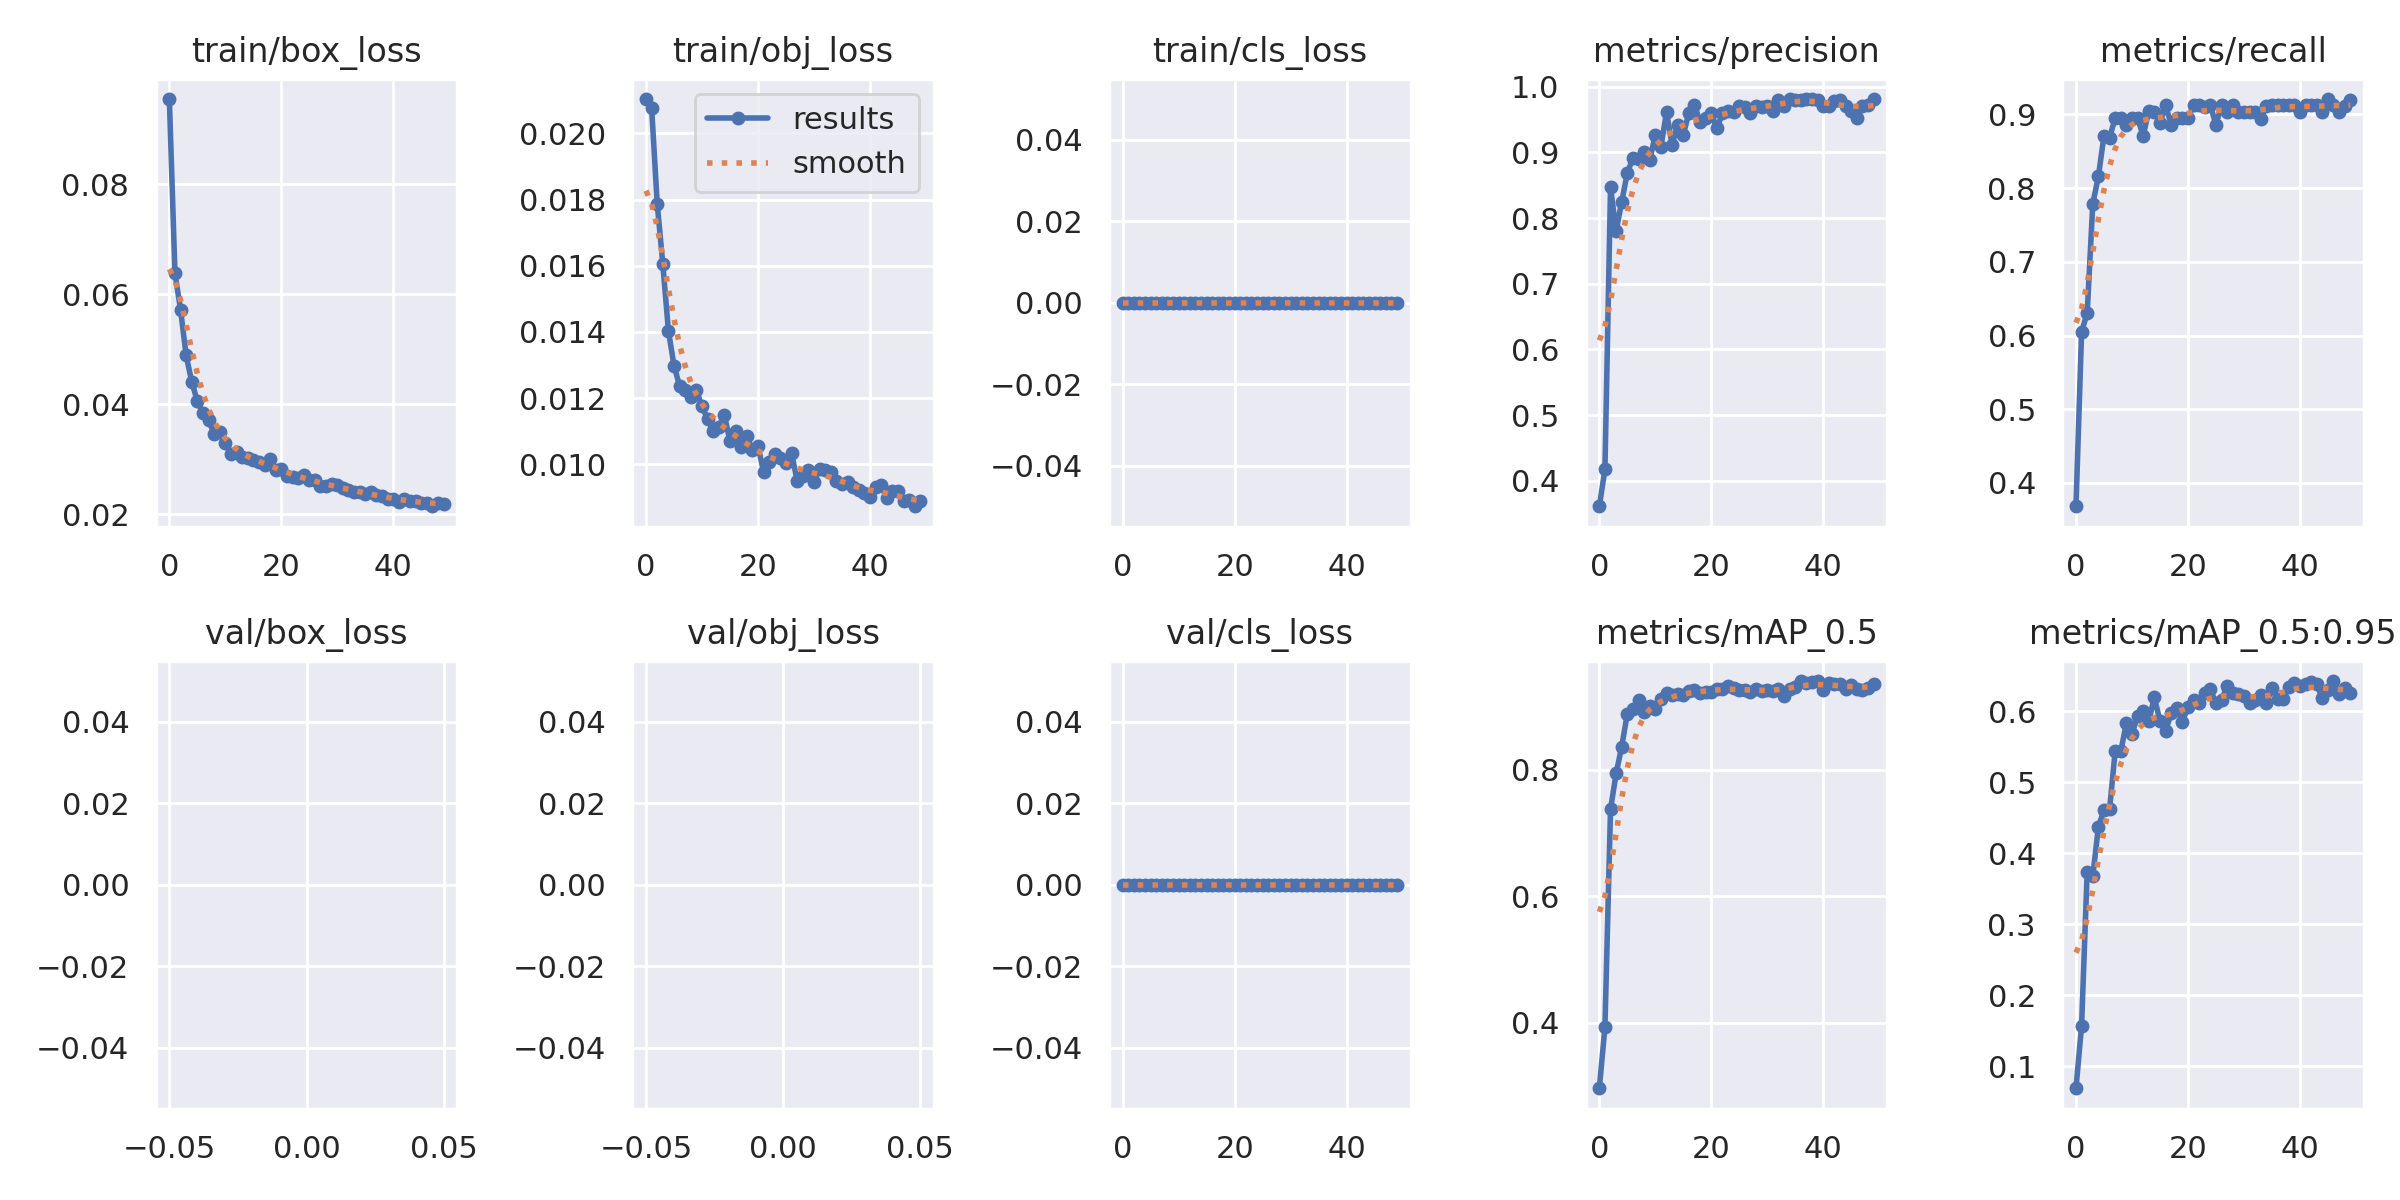 train/box_loss
train/obj_loss
train/cls_loss
metrics/precision
metrics/recall
0.08
0.06
0.04
0.02
0 20 40
0.020
0.018
0.016
0.014
0.012
0.010
results
smooth
0 20 40
0.04
0.02
0.00
−0.02
−0.04
0 20 40
1.0
0.9
0.8
0.7
0.6
0.5
0.4
0 20 40
0.9
0.8
0.7
0.6
0.5
0.4
0 20 40
val/box_loss
val/obj_loss
val/cls_loss
metrics/mAP_0.5
metrics/mAP_0.5:0.95
0.04
0.02
0.00
−0.02
−0.04
−0.05 0.00 0.05
0.04
0.02
0.00
−0.02
−0.04
−0.05 0.00 0.05
0.04
0.02
0.00
−0.02
−0.04
0 20 40
0.8
0.6
0.4
0 20 40
0.6
0.5
0.4
0.3
0.2
0.1
0 20 40